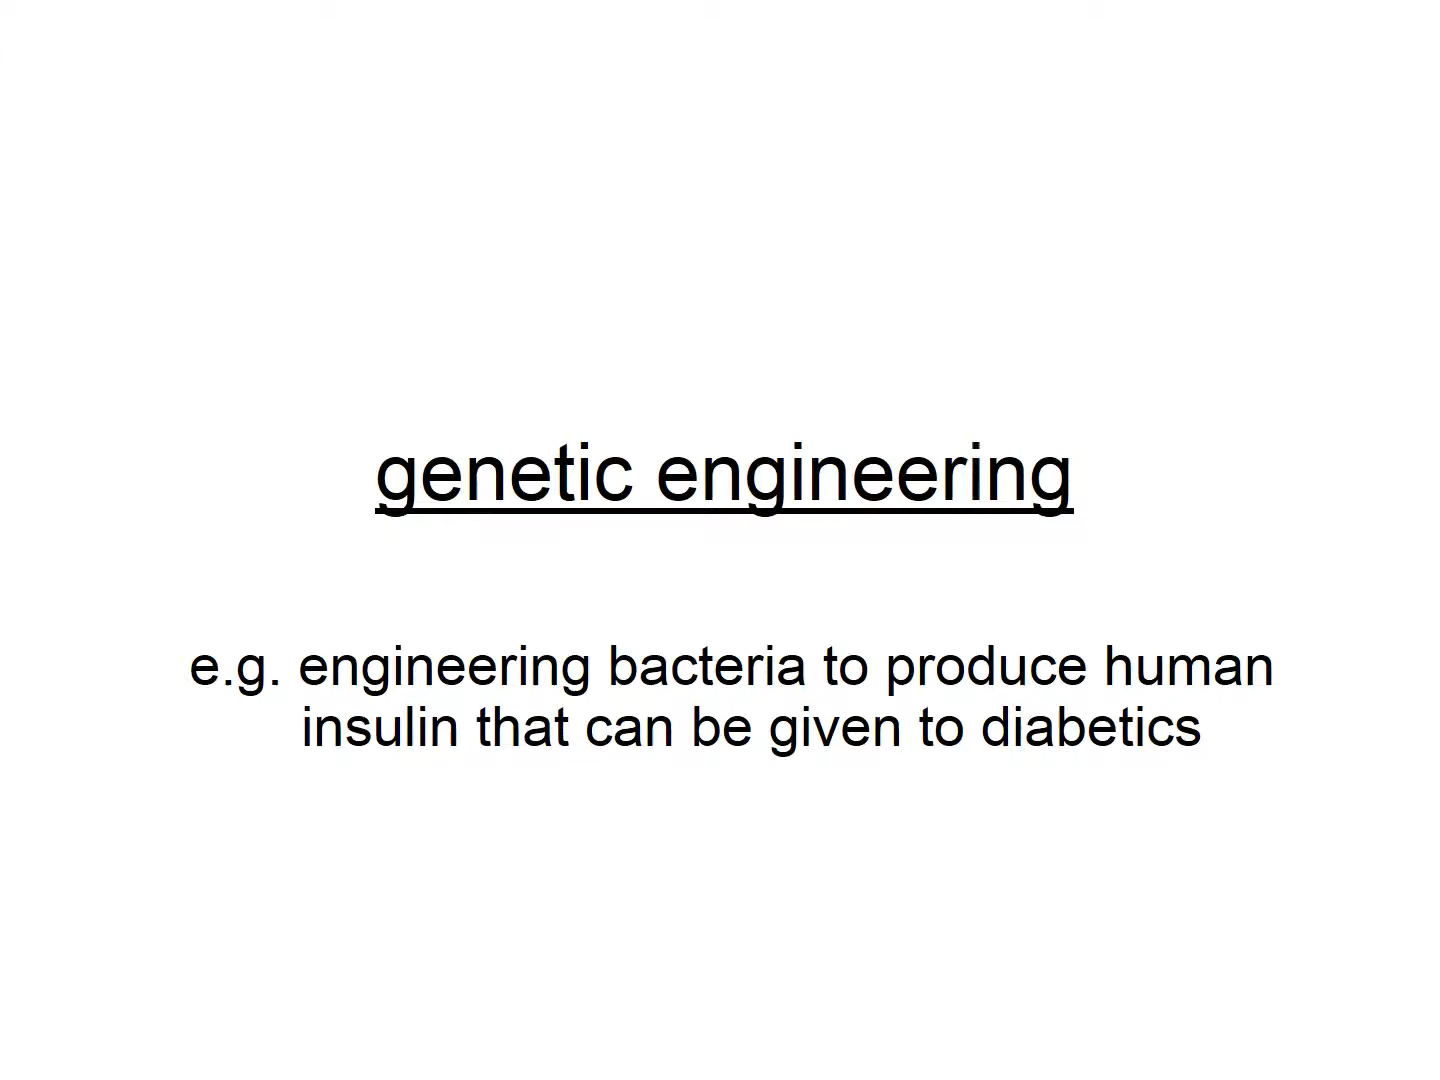 genetic engineering
e.g. engineering bacteria to produce human
insulin that can be given to diabetics